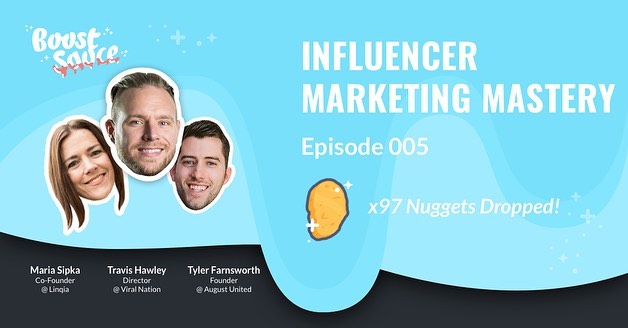 Boost
Sauce
INFLUENCER
MARKETING MASTERY
Episode 005
x97 Nuggets Dropped!
Maria Sipka
Co-Founder
@ Linqia
Travis Hawley
Director
@ Viral Nation
Tyler Farnsworth
Founder
@ August United